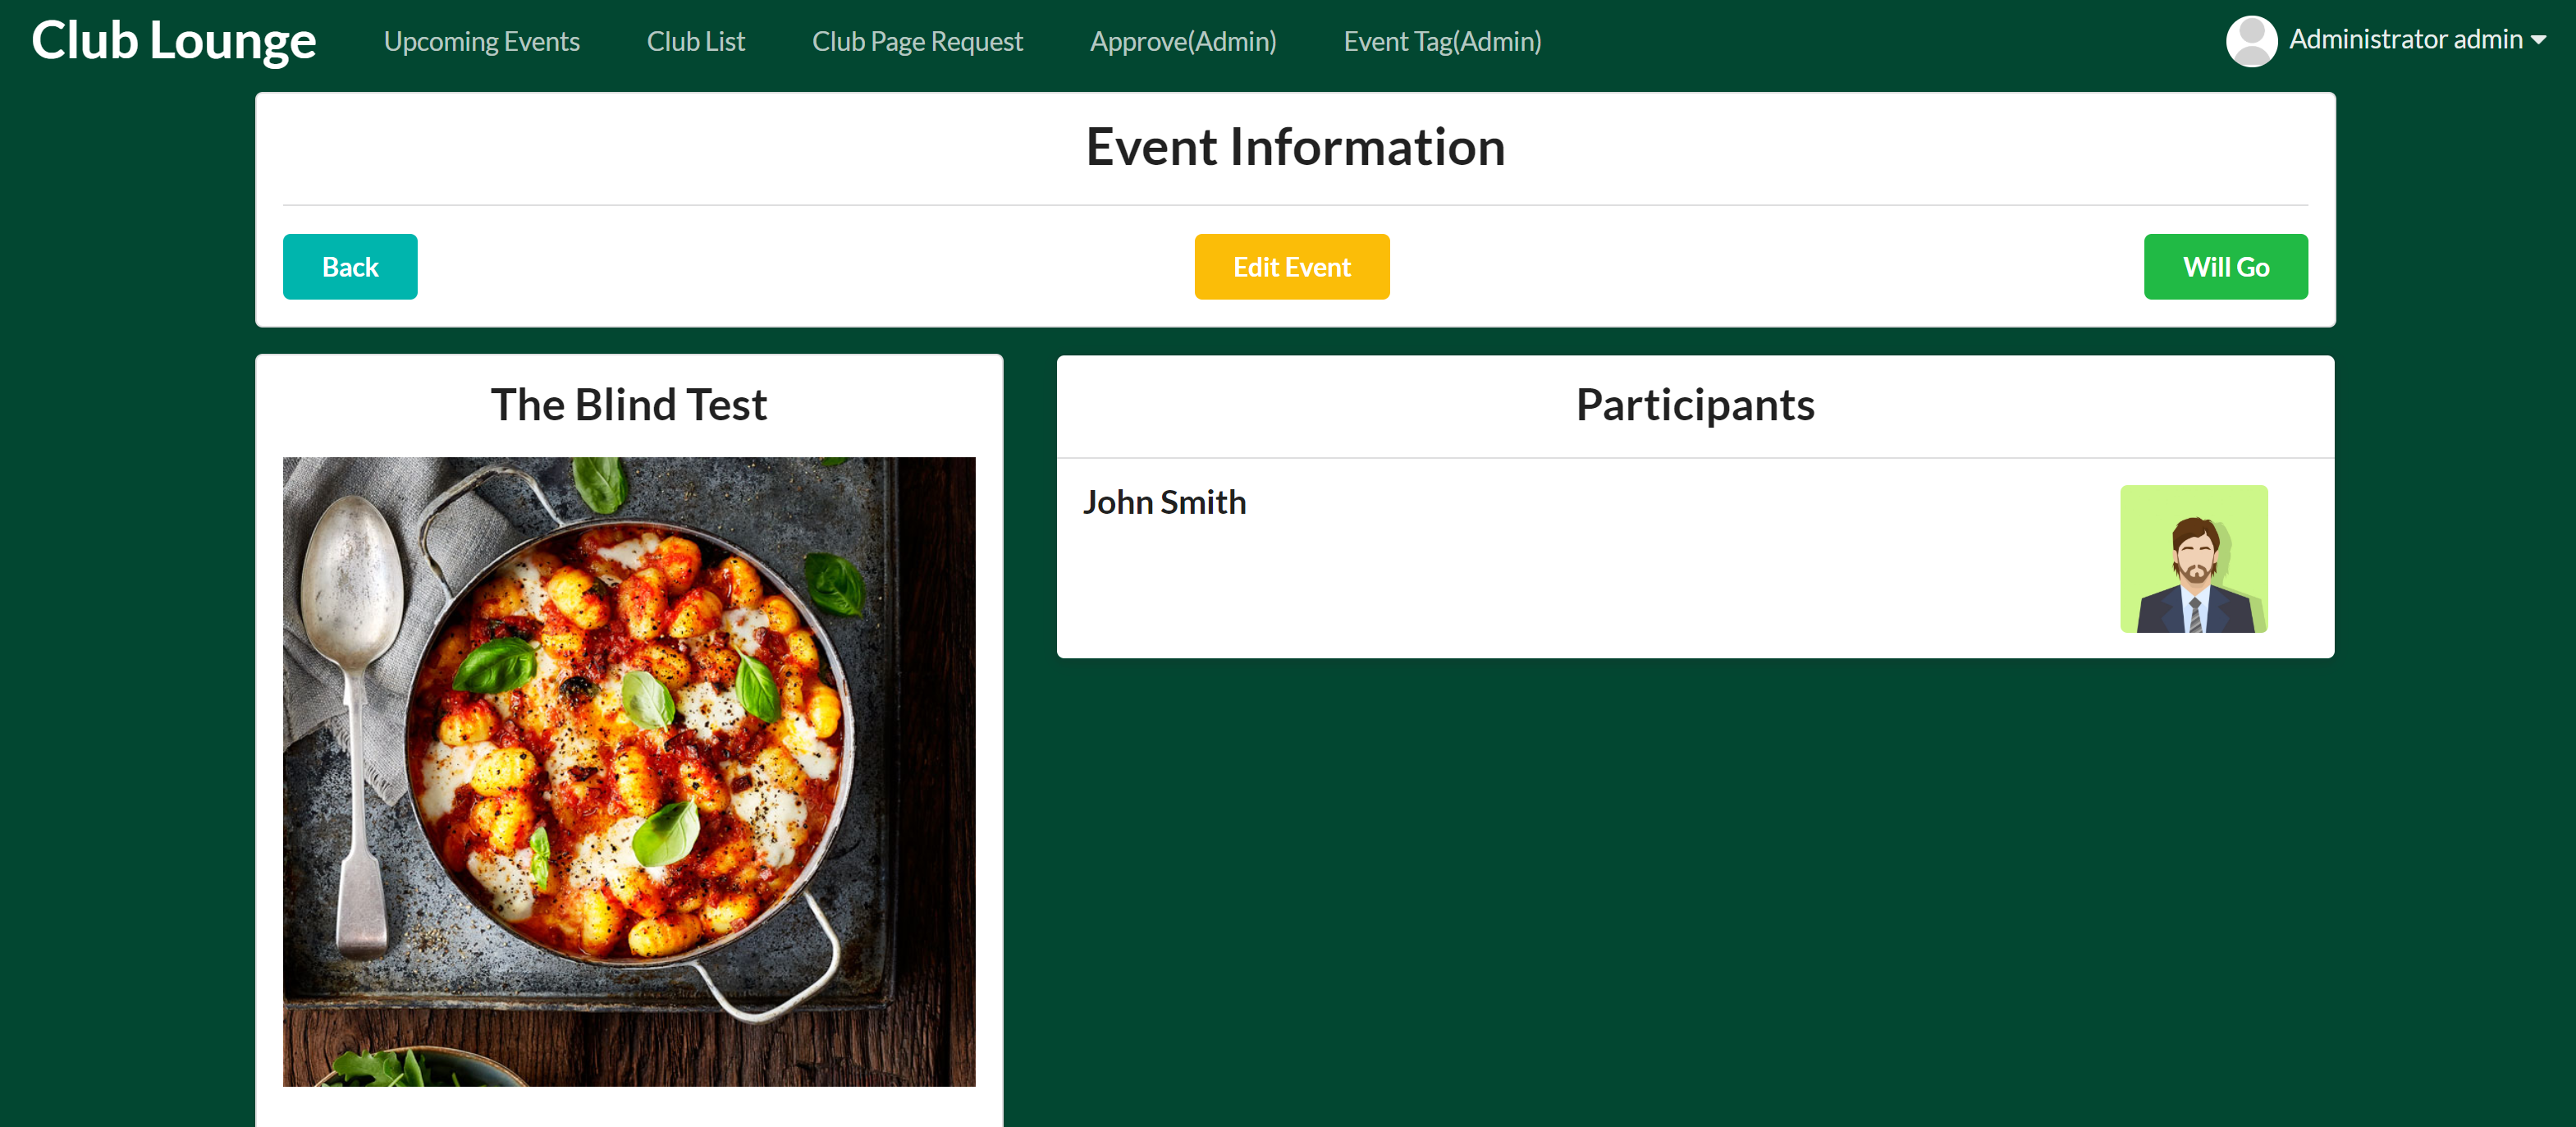 Club Lounge
Upcoming Events
Club List
Club Page Request
Approve(Admin)
Event Tag(Admin)
Administrator admin
Event Information
Back
Edit Event
Will Go
The Blind Test
Participants
John Smith